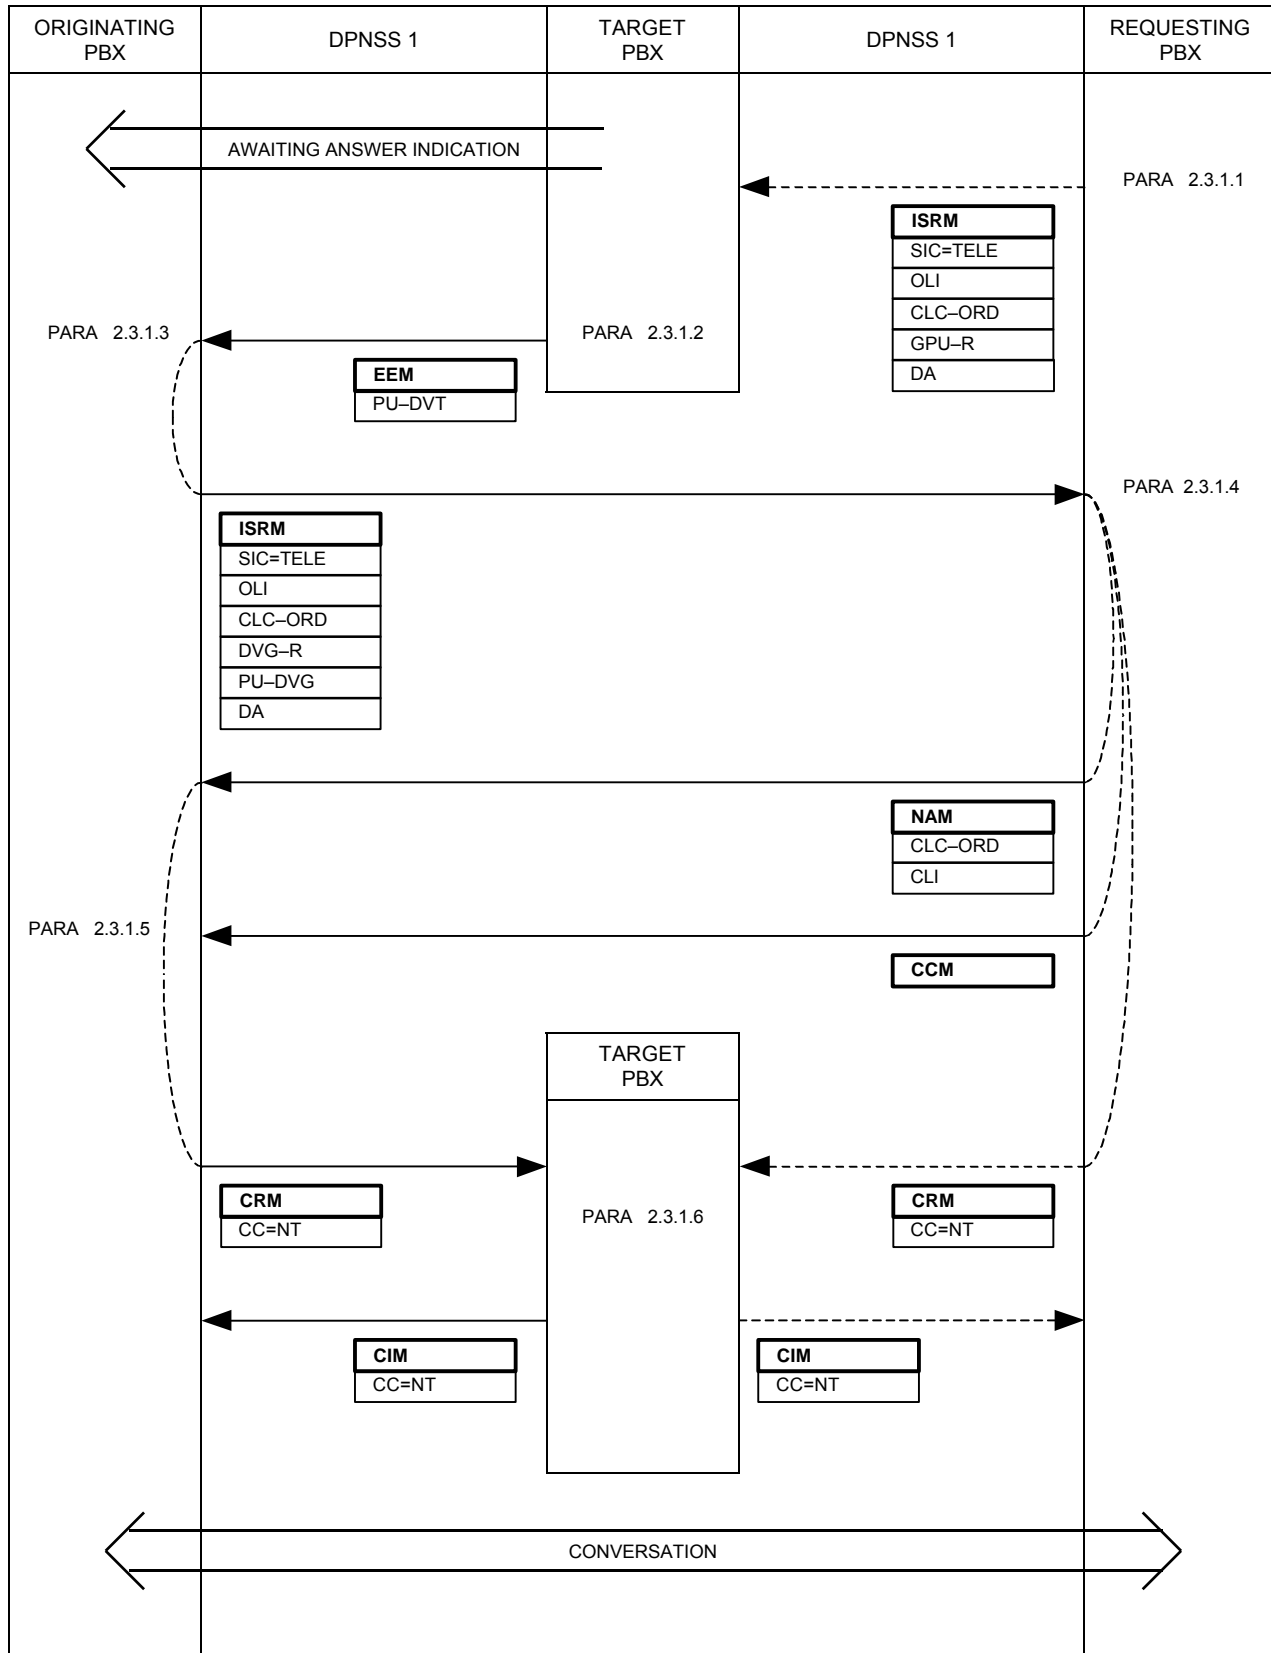 ORIGINATING
PBX
DPNSS 1
TARGET
PBX
DPNSS 1
REQUESTING
PBX
AWAITING ANSWER INDICATION
PARA 2.3.1.1
ISRM
SIC=TELE
OLI
CLC–ORD
GPU–R
DA
PARA 2.3.1.3
PARA 2.3.1.2
EEM
PU–DVT
PARA 2.3.1.4
ISRM
SIC=TELE
OLI
CLC–ORD
DVG–R
PU–DVG
DA
NAM
CLC–ORD
CLI
PARA 2.3.1.5
CCM
TARGET
PBX
CRM
CC=NT
PARA 2.3.1.6
CRM
CC=NT
CIM
CC=NT
CIM
CC=NT
CONVERSATION